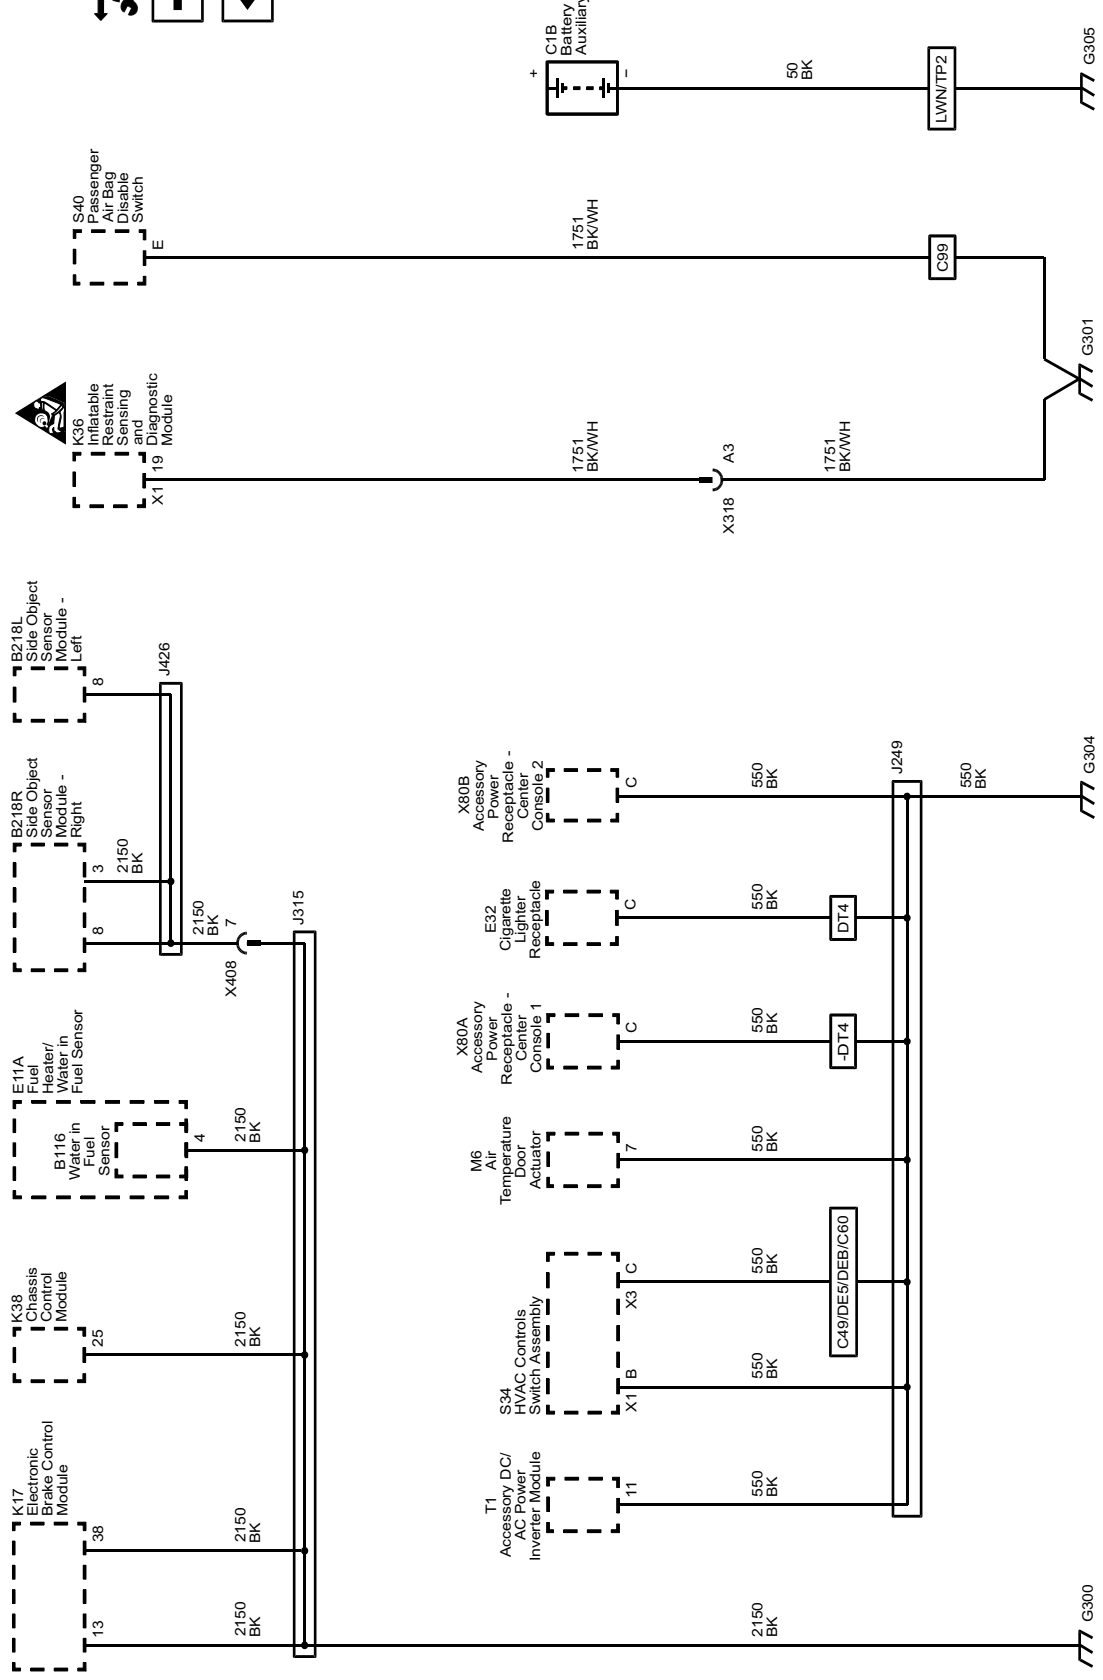 K17
Electronic
Brake Control
Module
13
38
2150
BK
2150
BK
K38
Chassis
Control
Module
25
2150
BK
E11A
Fuel
Heater/
Water in
Fuel Sensor
B116
Water in
Fuel
Sensor
4
2150
BK
B218R
Side Object
Sensor
Module -
Right
8
3
2150
BK
B218L
Side Object
Sensor
Module -
Left
8
J426
2150
BK
7
X408
J315
2150
BK
G300
K36
Inflatable
Restraint
Sensing
and
Diagnostic
Module
X1
19
1751
BK/WH
X318
A3
1751
BK/WH
S40
Passenger
Air Bag
Disable
Switch
E
1751
BK/WH
C99
G301
T1
Accessory DC/
AC Power
Inverter Module
11
550
BK
S34
HVAC Controls
Switch Assembly
X1
B
X3
C
550
BK
550
BK
C49/DE5/DEB/C60
M6
Air
Temperature
Door
Actuator
7
550
BK
X80A
Accessory
Power
Receptacle -
Center
Console 1
C
550
BK
-DT4
E32
Cigarette
Lighter
Receptacle
C
550
BK
DT4
X80B
Accessory
Power
Receptacle -
Center
Console 2
C
550
BK
J249
550
BK
G304
C1B
Battery -
Auxiliary
+
−
50
BK
LWN/TP2
G305